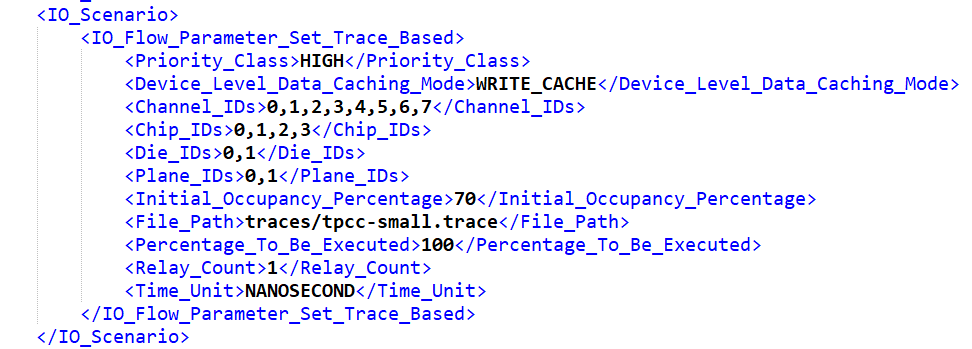 <IO_Scenario>
<IO_Flow_Parameter_Set_Trace_Based>
<Priority_Class>HIGH</Priority_Class>
<Device_Level_Data_Caching_Mode>WRITE_CACHE</Device_Level_Data_Caching_Mode>
<Channel_IDs>0,1,2,3,4,5,6,7</Channel_IDs>
<Chip_IDs>0,1,2,3</Chip_IDs>
<Die_IDs>0,1</Die_IDs>
<Plane_IDs>0,1</Plane_IDs>
<Initial_Occupancy_Percentage>70</Initial_Occupancy_Percentage>
<File_Path>traces/tpcc-small.trace</File_Path>
<Percentage_To_Be_Executed>100</Percentage_To_Be_Executed>
<Relay_Count>1</Relay_Count>
<Time_Unit>NANOSECOND</Time_Unit>
</IO_Flow_Parameter_Set_Trace_Based>
</IO_Scenario>